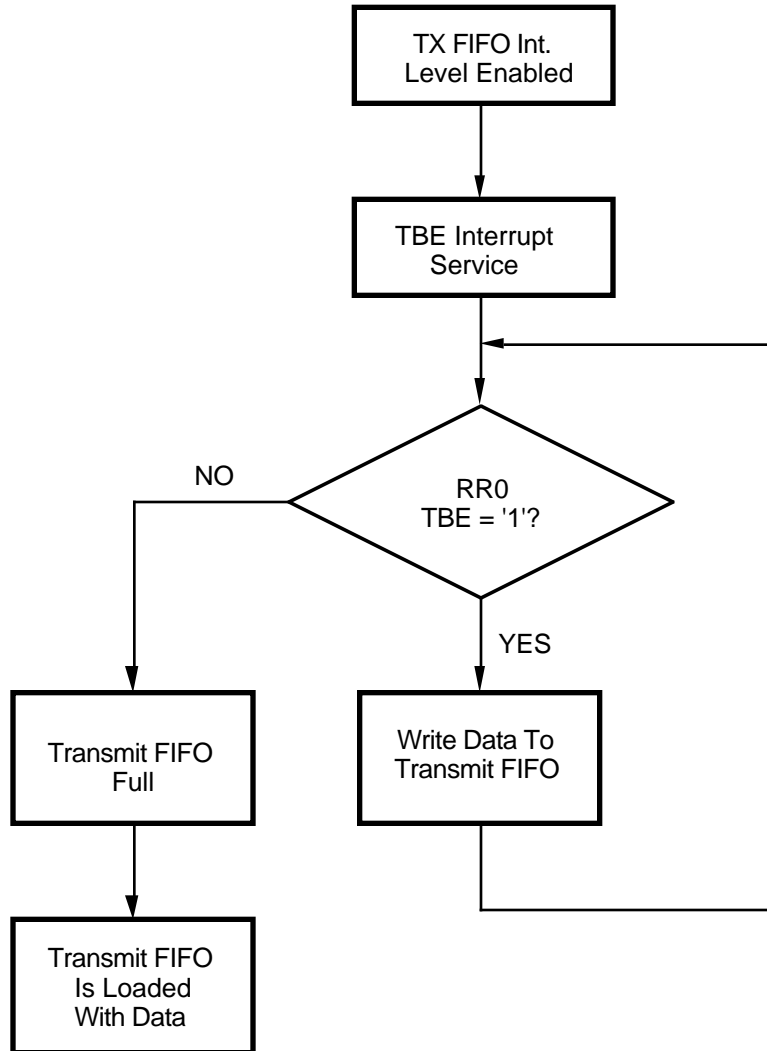 TX FIFO Int.
Level Enabled
TBE Interrupt
Service
NO
RR0
TBE = '1'?
YES
Transmit FIFO
Full
Write Data To
Transmit FIFO
Transmit FIFO
Is Loaded
With Data